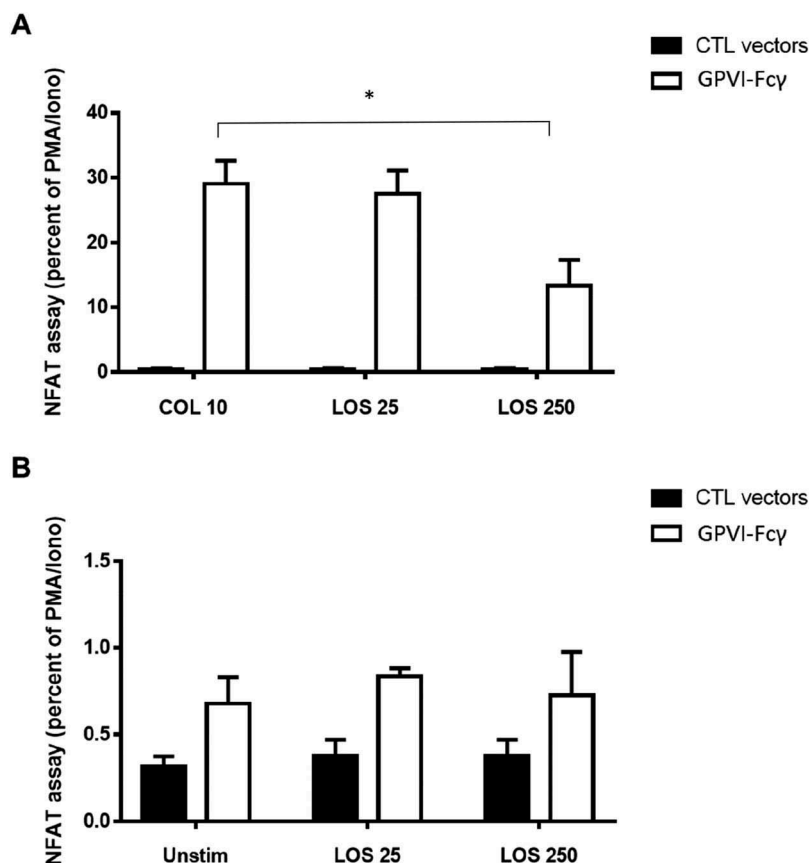 A
CTL vectors
GPVI-Fcγ
NFAT assay (percent of PMA/Iono)
40
30
20
10
0
*
COL 10 LOS 25 LOS 250
B
CTL vectors
GPVI-Fcγ
NFAT assay (percent of PMA/Iono)
1.5
1.0
0.5
0.0
Unstim LOS 25 LOS 250